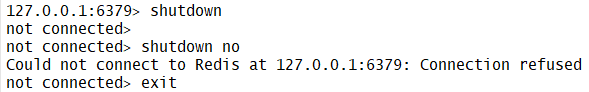 127.0.0.1:6379> shutdown
not connected>
not connected> shutdown no
Could not connect to Redis at 127.0.0.1:6379: Connection refused
not connected> exit